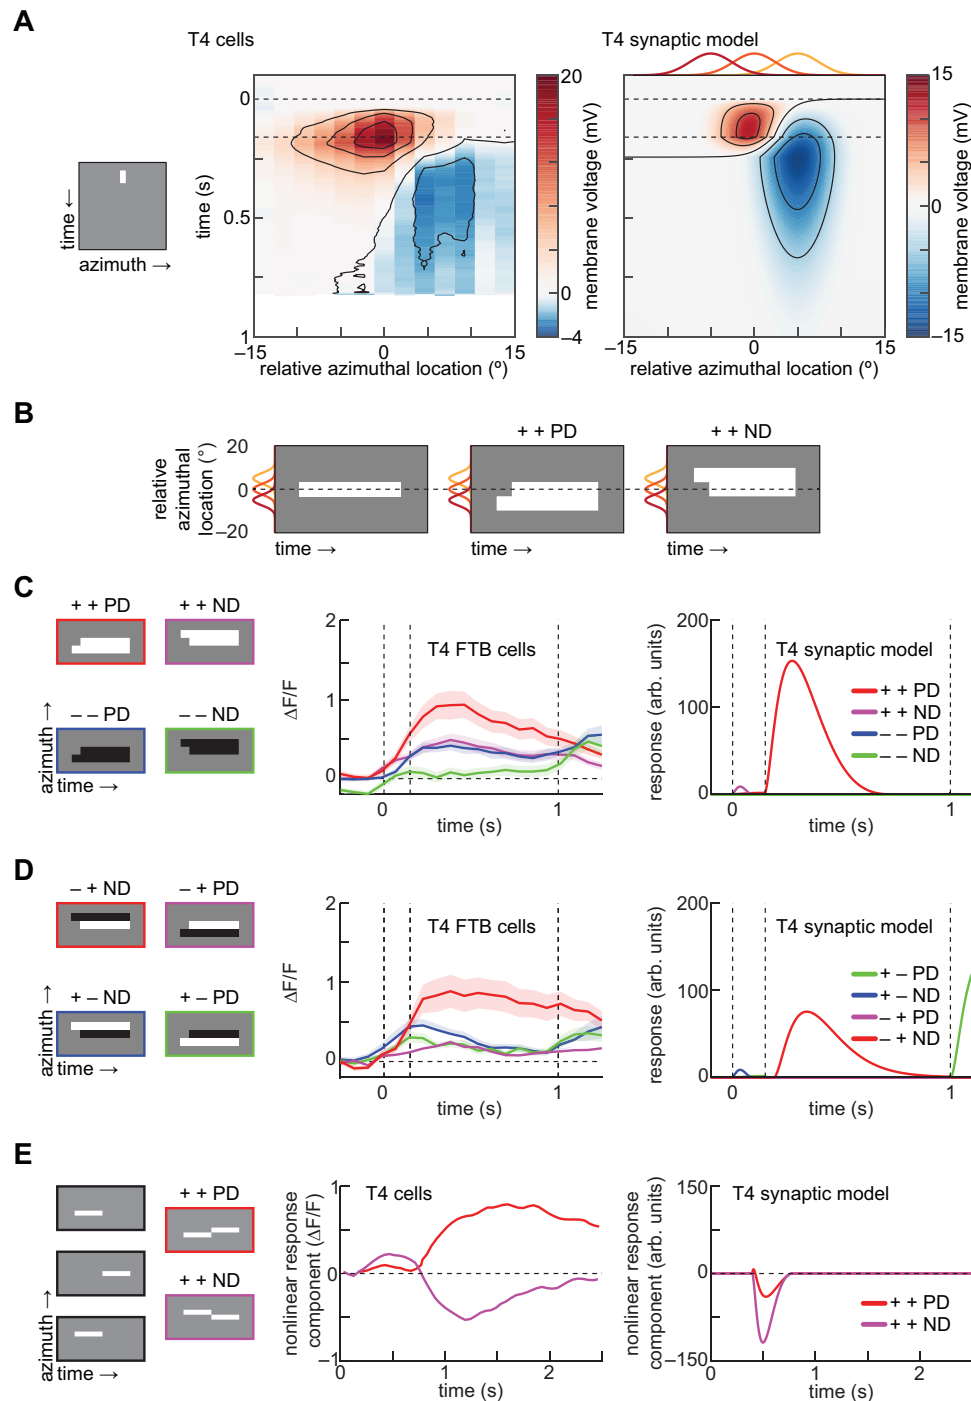 A
T4 cells
T4 synaptic model
time ←
azimuth →
time (s)
0
0.5
1
–15
0
15
relative azimuthal location (º)
20
0
–4
membrane voltage (mV)
–15
0
15
relative azimuthal location (º)
15
0
–15
membrane voltage (mV)
B
+ + PD
+ + ND
relative azimuthal location (°)
20
0
–20
time →
time →
time →
C
+ + PD
+ + ND
– – PD
– – ND
azimuth →
time →
T4 FTB cells
ΔF/F
2
1
0
0
1
time (s)
T4 synaptic model
response (arb. units)
200
100
0
0
1
time (s)
+ + PD
+ + ND
– – PD
– – ND
D
– + ND
– + PD
+ – ND
+ – PD
azimuth →
time →
T4 FTB cells
ΔF/F
2
1
0
0
1
time (s)
T4 synaptic model
response (arb. units)
200
100
0
0
1
time (s)
+ – PD
+ – ND
– + PD
– + ND
E
+ + PD
+ + ND
azimuth →
time →
T4 cells
nonlinear response
component (ΔF/F)
1
0
–1
0
1
2
time (s)
T4 synaptic model
nonlinear response
component (arb. units)
150
0
–150
0
1
2
time (s)
+ + PD
+ + ND